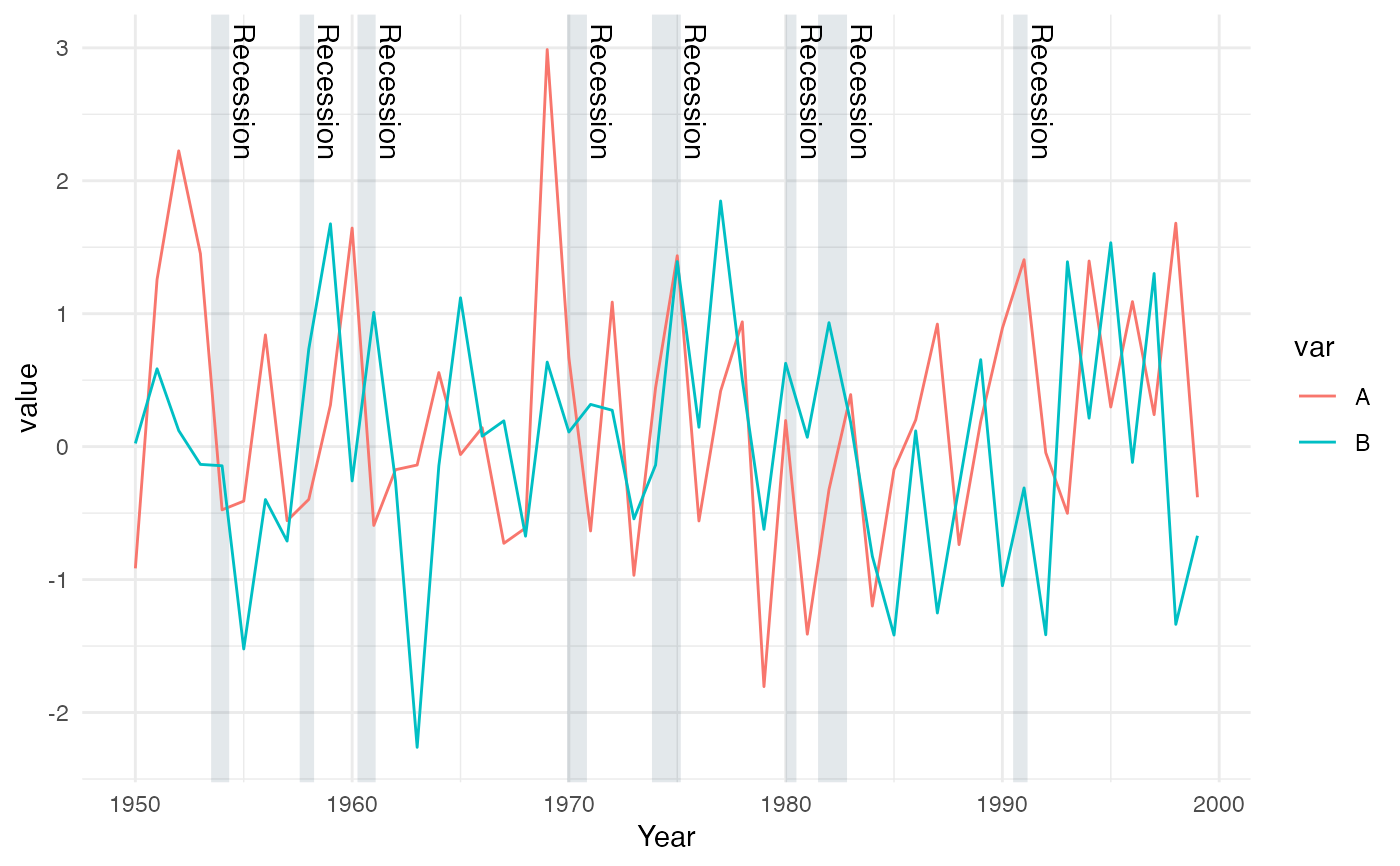 Recession
Recession
Recession
Recession
Recession
Recession
Recession
Recession
3
2
1
0
-1
-2
value
1950
1960
1970
1980
1990
2000
Year
var
A
B